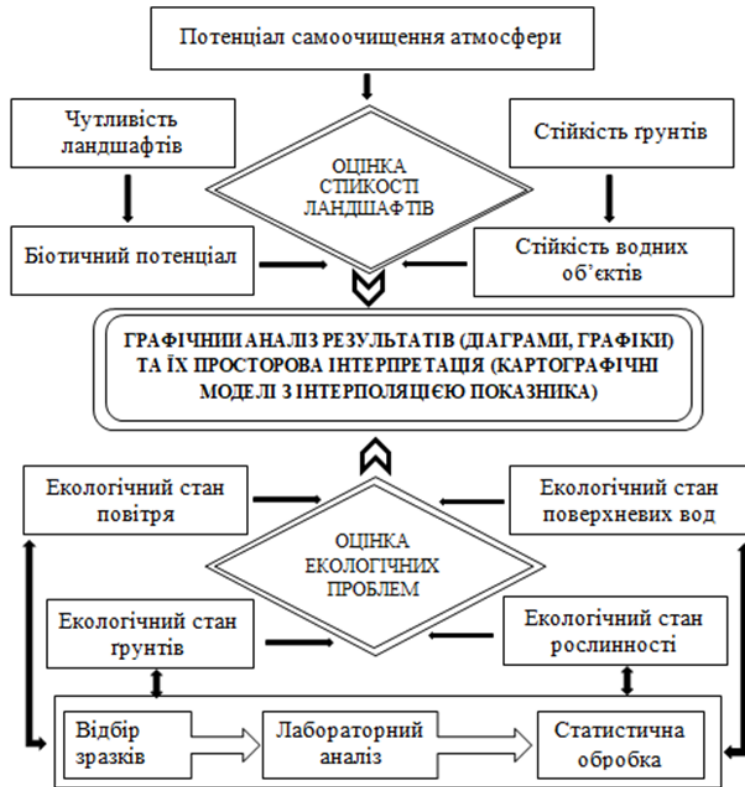 Потенціал самоочищення атмосфери
Чутливість
ландшафтів
Стійкість ґрунтів
ОЦІНКА
СТИКОСТІ
ЛАНДШАФТІВ
Біотичний потенціал
Стійкість водних
об’єктів
ГРАФІЧНИИ АНАЛІЗ РЕЗУЛЬТАТІВ (ДІАГРАМИ, ГРАФІКИ)
ТА ЇХ ПРОСТОРОВА ІНТЕРПРЕТАЦІЯ (КАРТОГРАФІЧНІ
МОДЕЛІ З ІНТЕРПОЛЯЦІЄЮ ПОКАЗНИКА)
Екологічний стан
повітря
Екологічний стан
поверхневих вод
ОЦІНКА
ЕКОЛОГІЧНИХ
ПРОБЛЕМ
Екологічний стан
ґрунтів
Екологічний стан
рослинності
Відбір
зразків
Лабораторний
аналіз
Статистична
обробка